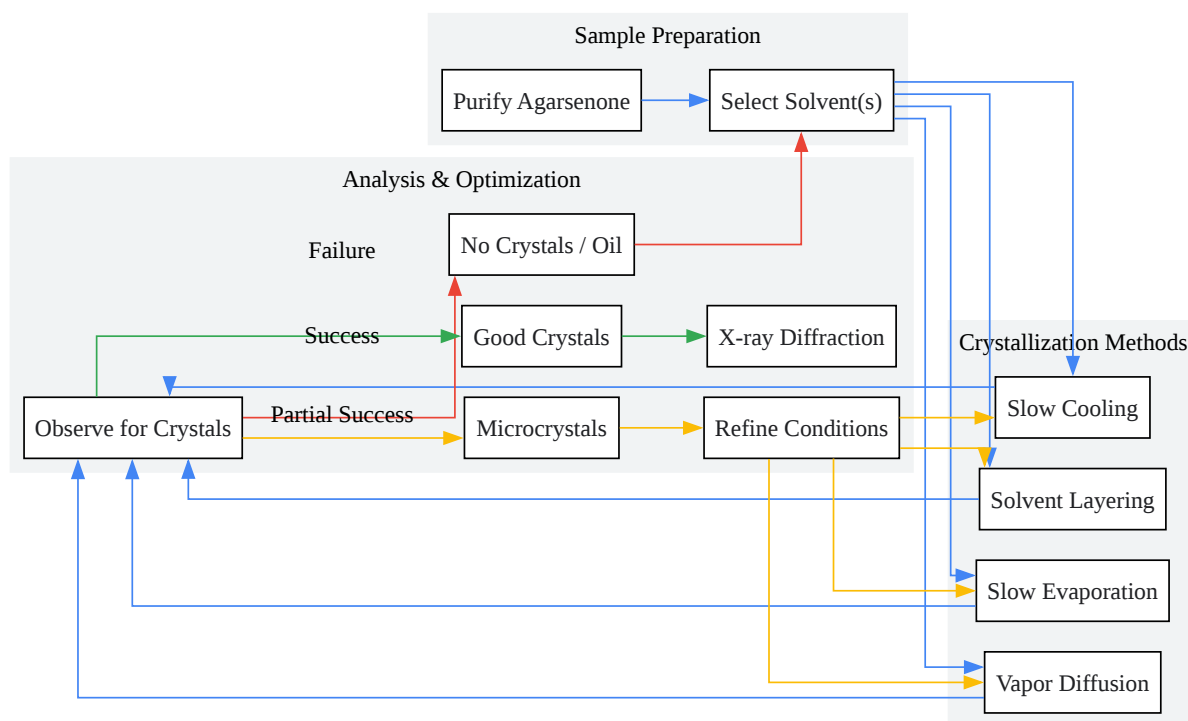 Sample Preparation
Purify Agarsenone
Select Solvent(s)
Analysis & Optimization
Failure
No Crystals / Oil
Success
Good Crystals
X-ray Diffraction
Crystallization Methods
Observe for Crystals
Partial Success
Microcrystals
Refine Conditions
Slow Cooling
Solvent Layering
Slow Evaporation
Vapor Diffusion